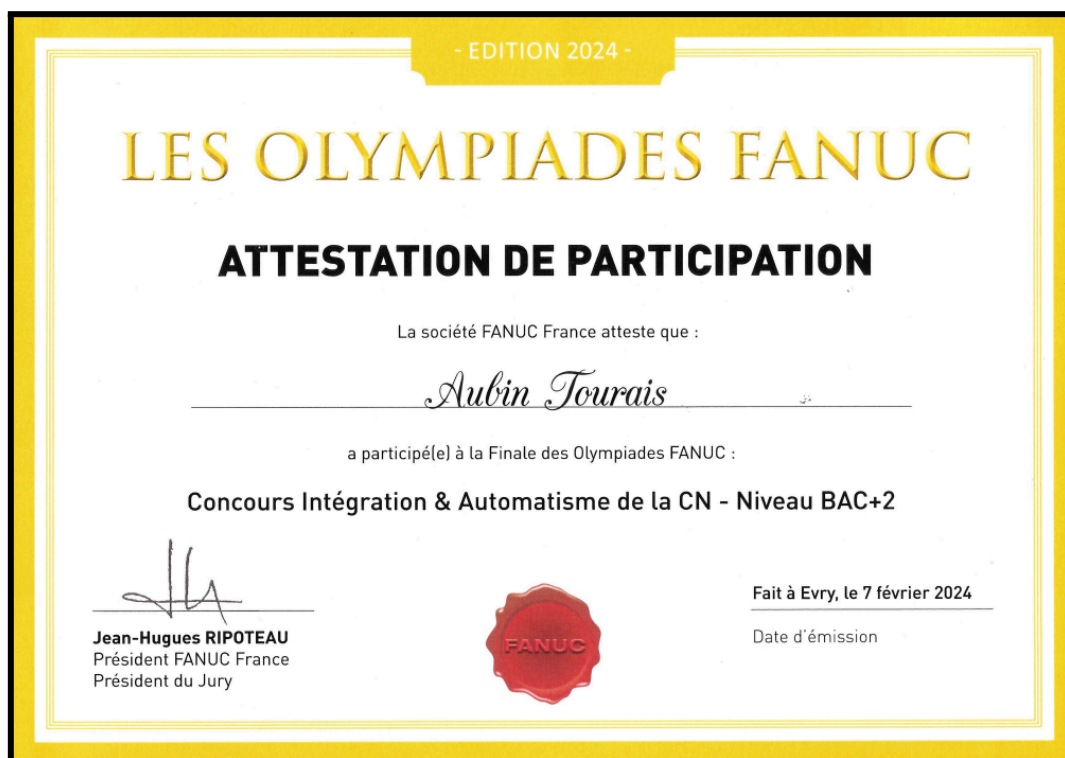 - EDITION 2024 -
LES OLYMPIADES FANUC
ATTESTATION DE PARTICIPATION
La société FANUC France atteste que :
Aubin Tourais
a participé(e) à la Finale des Olympiades FANUC :
Concours Intégration & Automatisme de la CN - Niveau BAC+2
Jean-Hugues RIPOTEAU
Président FANUC France
Président du Jury
FANUC
Fait à Evry, le 7 février 2024
Date d'émission